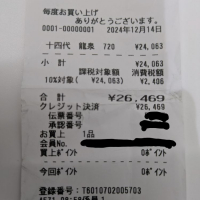 毎度お買い上げ
ありがとうございます。
0001-00000001 2024年12月14日
十四代 龍泉 720 ¥24,063
小計 ¥24,063
課税対象額 消費税額
10%対象( ¥24,063) ¥2,406
合計 ¥26,469
クレジット決済 ¥26,469
伝票番号
承認番号
お買上 1品
会員No.
買上ポイント 0ポイント
今回ポイント 0ポイント
登録番号:T6010702005703